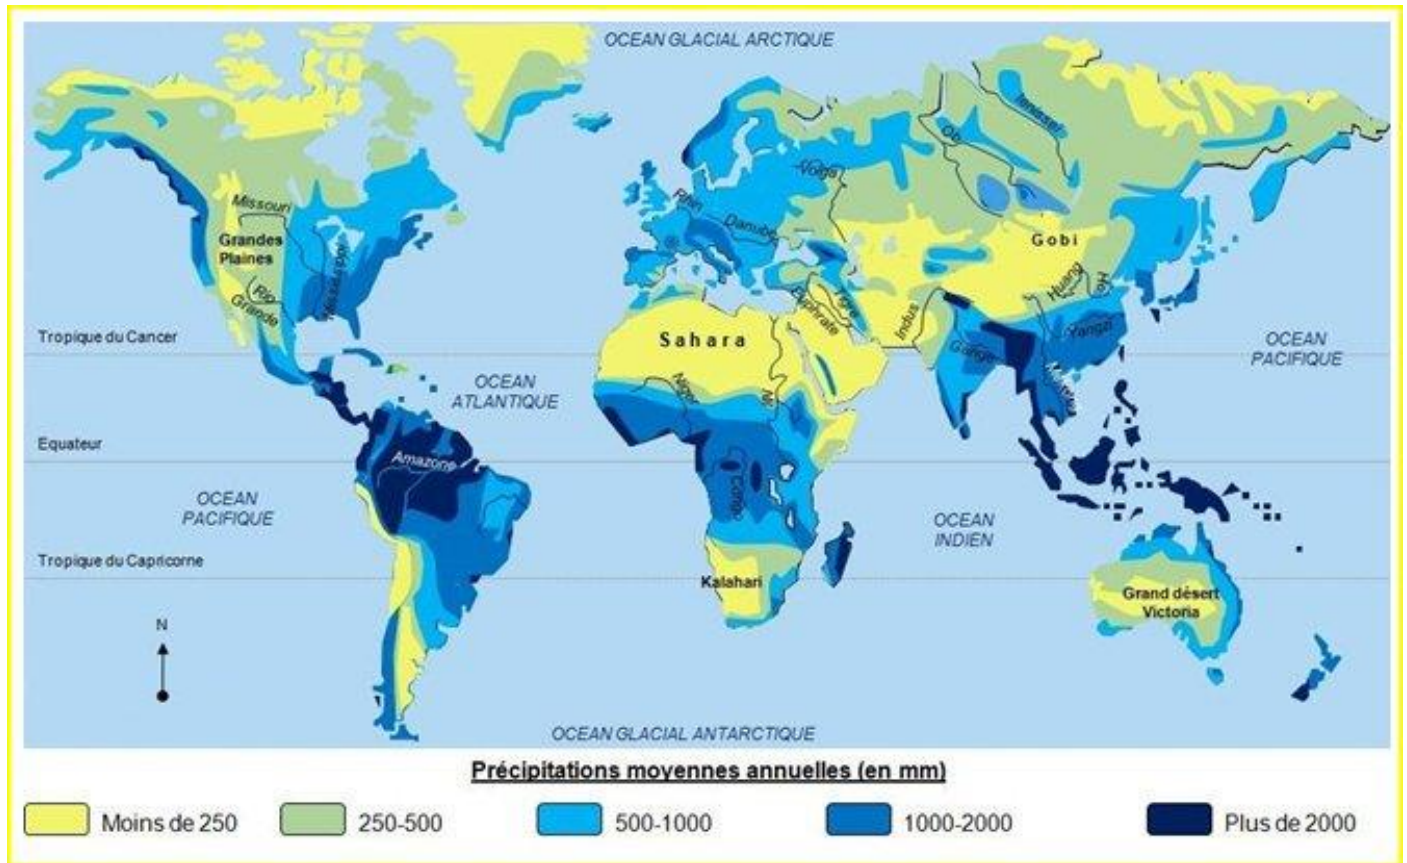 OCEAN GLACIAL ARCTIQUE
Ienissei
Ob
Volga
Missouri
Rhin
Danube
Grandes
Plaines
Mississippi
Gobi
Huang
He
Rio
Grande
Tigre
Euphrate
Indus
Tropique du Cancer
Sahara
Gange
Yangzi
OCEAN
PACIFIQUE
OCEAN
ATLANTIQUE
Niger
Nil
Mékong
Equateur
Amazone
Congo
OCEAN
PACIFIQUE
OCEAN
INDIEN
Tropique du Capricorne
Kalahari
Grand désert
Victoria
N
OCEAN GLACIAL ANTARCTIQUE
Précipitations moyennes annuelles (en mm)
Moins de 250
250-500
500-1000
1000-2000
Plus de 2000